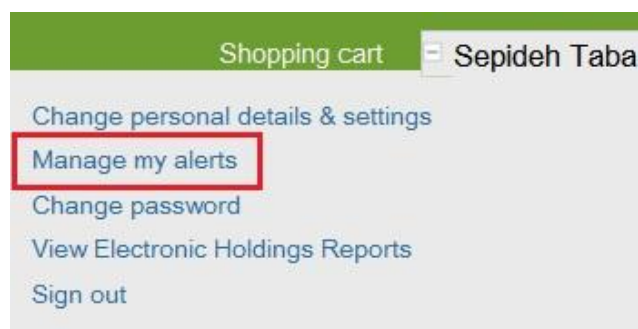 Shopping cart Sepideh Taba
Change personal details & settings
Manage my alerts
Change password
View Electronic Holdings Reports
Sign out